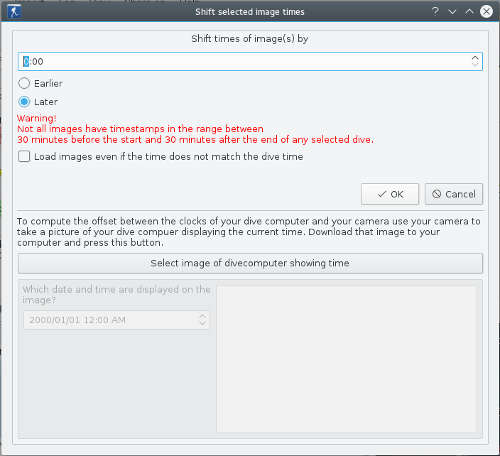 Shift selected image times
Shift times of image(s) by
0:00
Earlier
Later
Warning!
Not all images have timestamps in the range between
30 minutes before the start and 30 minutes after the end of any selected dive.
Load images even if the time does not match the dive time
OK
Cancel
To compute the offset between the clocks of your dive computer and your camera use your camera to
take a picture of your dive compuer displaying the current time. Download that image to your
computer and press this button.
Select image of divecomputer showing time
Which date and time are displayed on the
image?
2000/01/01 12:00 AM